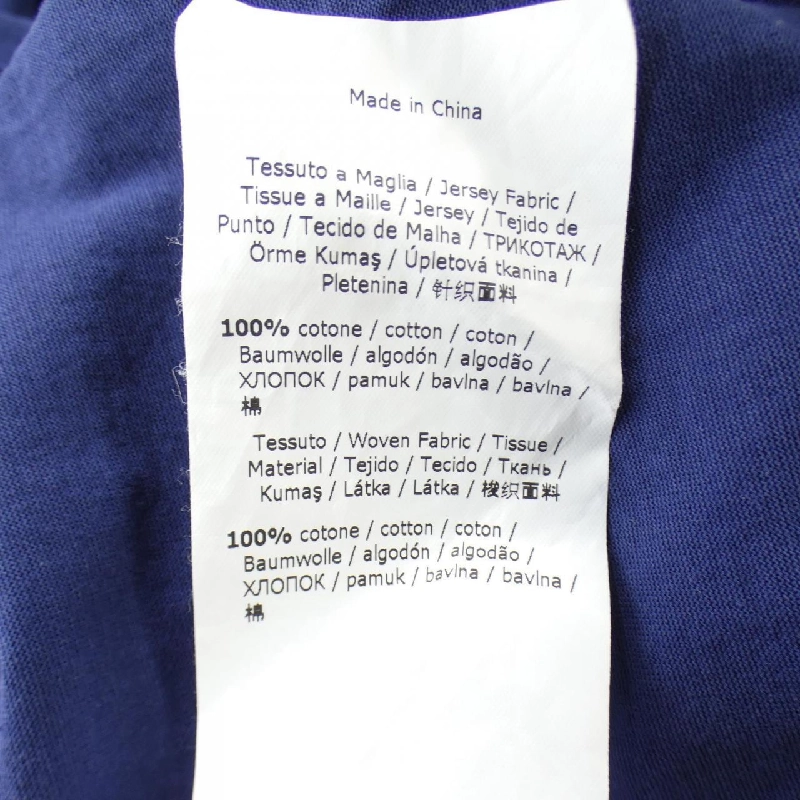 Made in China
Tessuto a Maglia / Jersey Fabric /
Tissue a Maille / Jersey / Tejido de
Punto / Tecido de Malha / ТРИКОТАЖ /
Örme Kumaş / Úpletová tkanina /
Pletenina / 针织面料
100% cotone / cotton / coton /
Baumwolle / algodón / algodão /
ХЛОПОК / pamuk / bavlna / bavlna /
棉
Tessuto / Woven Fabric / Tissue /
Material / Tejido / Tecido / Ткань /
Kumaş / Látka / Látka / 梭织面料
100% cotone / cotton / coton /
Baumwolle / algodón / algodão /
ХЛОПОК / pamuk / bavlna / bavlna /
棉